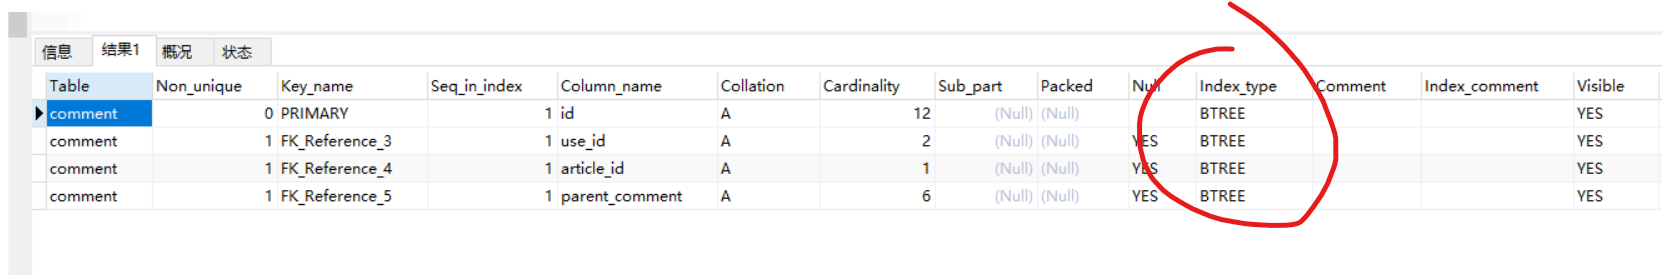 信息 结果1 概况 状态
Table Non_unique Key_name Seq_in_index Column_name Collation Cardinality Sub_part Packed Null Index_type Comment Index_comment Visible
comment 0 PRIMARY 1 id A 12 (Null) (Null) BTREE YES
comment 1 FK_Reference_3 1 use_id A 2 (Null) (Null) YES BTREE YES
comment 1 FK_Reference_4 1 article_id A 1 (Null) (Null) YES BTREE YES
comment 1 FK_Reference_5 1 parent_comment A 6 (Null) (Null) YES BTREE YES